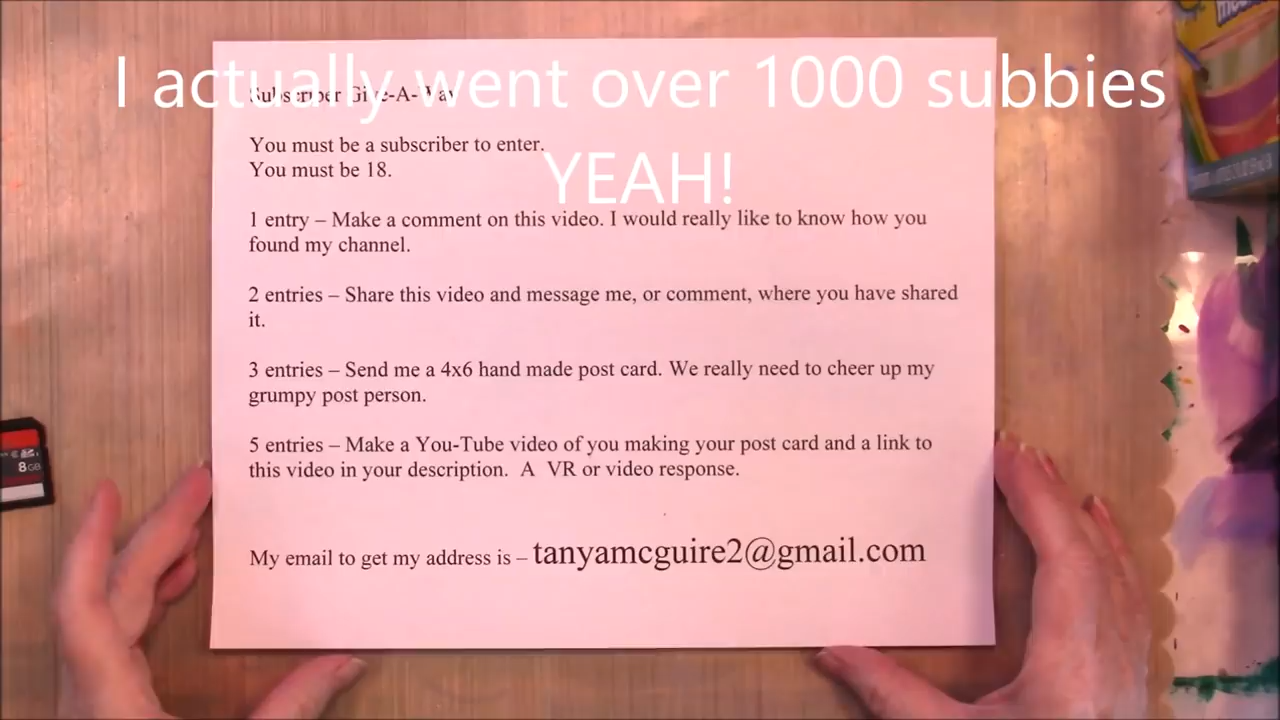 I actually went over 1000 subbies
YEAH!
Subscriber Give-A-Way
You must be a subscriber to enter.
You must be 18.
1 entry – Make a comment on this video. I would really like to know how you
found my channel.
2 entries – Share this video and message me, or comment, where you have shared
it.
3 entries – Send me a 4x6 hand made post card. We really need to cheer up my
grumpy post person.
5 entries – Make a You-Tube video of you making your post card and a link to
this video in your description.  A  VR or video response.
My email to get my address is – tanyamcguire2@gmail.com
8GB